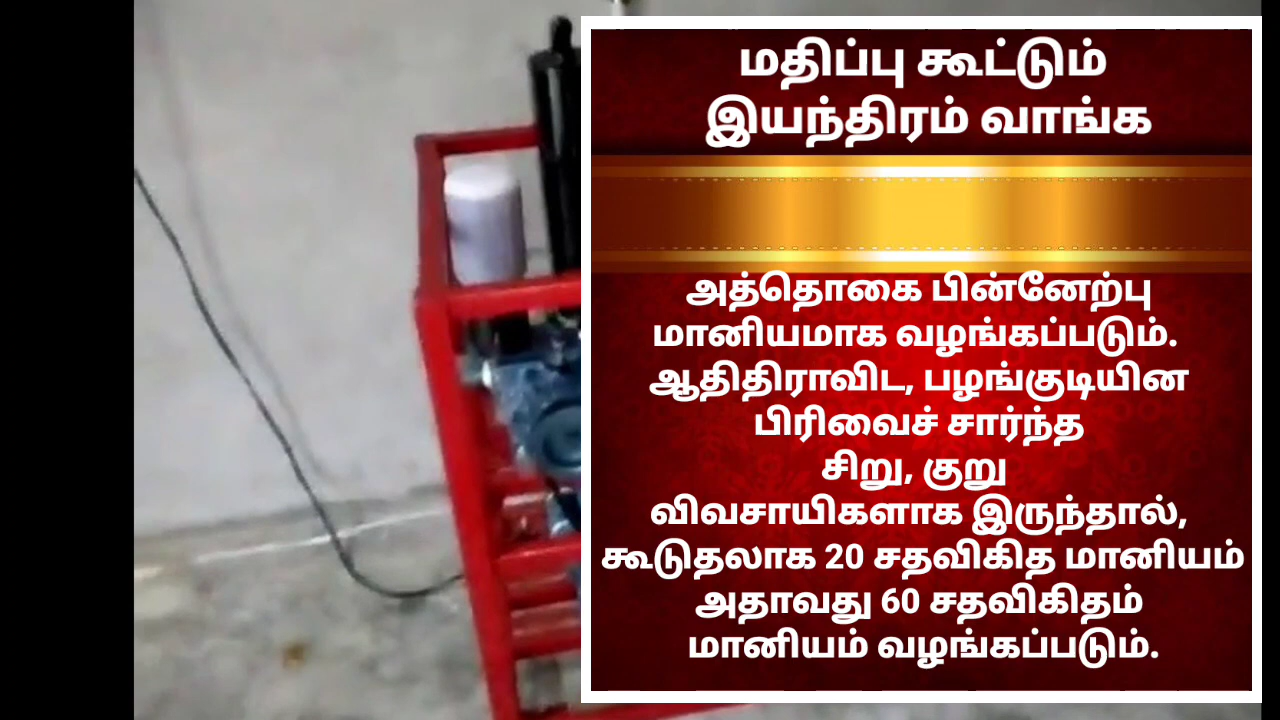 மதிப்பு கூட்டும்
இயந்திரம் வாங்க
அத்தொகை பின்னேற்பு
மானியமாக வழங்கப்படும்.
ஆதிதிராவிட, பழங்குடியின
பிரிவைச் சார்ந்த
சிறு, குறு
விவசாயிகளாக இருந்தால்,
கூடுதலாக 20 சதவிகித மானியம்
அதாவது 60 சதவிகிதம்
மானியம் வழங்கப்படும்.